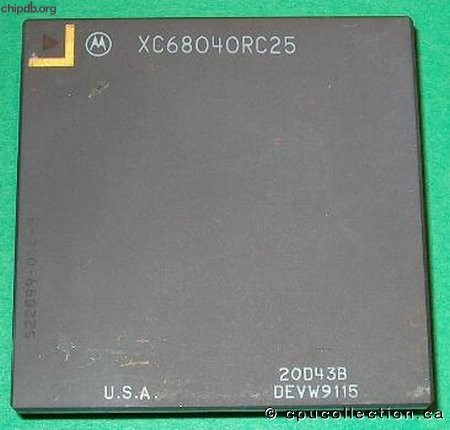 chipdb.org
XC68040RC25
U.S.A.
20D43B
DEVW9115
© cpucollection.ca